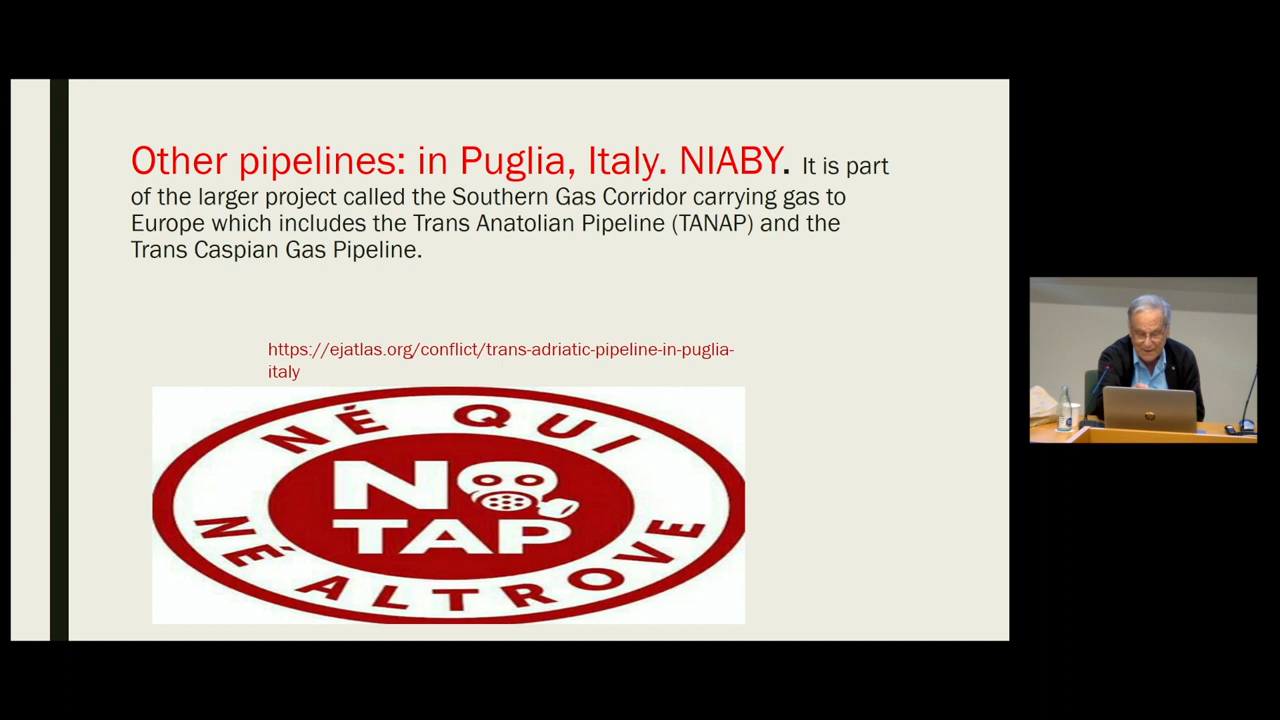 Other pipelines: in Puglia, Italy. NIABY. It is part
of the larger project called the Southern Gas Corridor carrying gas to
Europe which includes the Trans Anatolian Pipeline (TANAP) and the
Trans Caspian Gas Pipeline.
https://ejatlas.org/conflict/trans-adriatic-pipeline-in-puglia-
italy
NÉ QUI
NO
TAP
NÉ ALTROVE